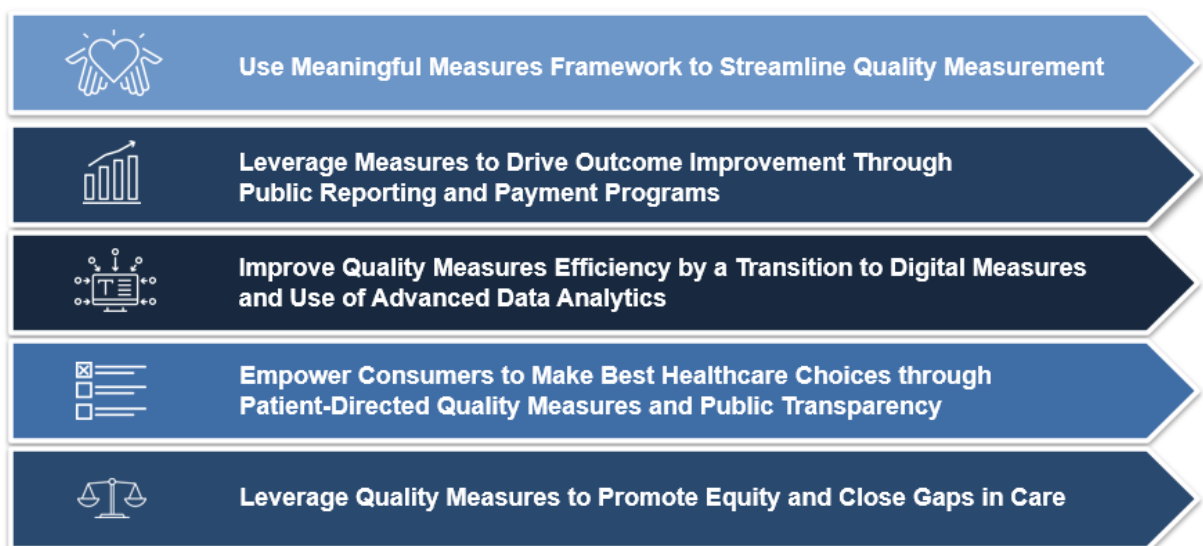 Use Meaningful Measures Framework to Streamline Quality Measurement
Leverage Measures to Drive Outcome Improvement Through
Public Reporting and Payment Programs
T
Improve Quality Measures Efficiency by a Transition to Digital Measures
and Use of Advanced Data Analytics
Empower Consumers to Make Best Healthcare Choices through
Patient-Directed Quality Measures and Public Transparency
Leverage Quality Measures to Promote Equity and Close Gaps in Care